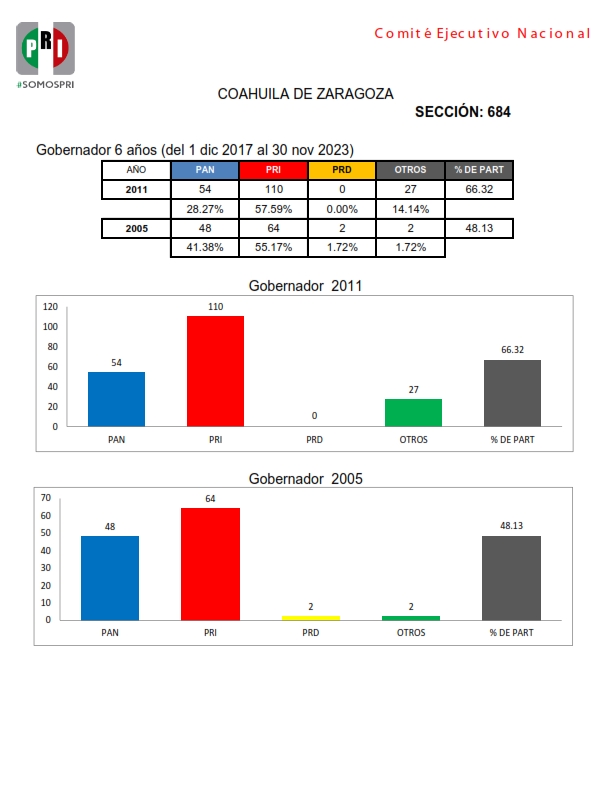 Comité Ejecutivo Nacional
PRI
#SOMOSPRI
COAHUILA DE ZARAGOZA
SECCIÓN: 684
Gobernador 6 años (del 1 dic 2017 al 30 nov 2023)
AÑO PAN PRI PRD OTROS % DE PART
2011 54 110 0 27 66.32
28.27% 57.59% 0.00% 14.14%
2005 48 64 2 2 48.13
41.38% 55.17% 1.72% 1.72%
Gobernador 2011
120
100
80
60
40
20
0
54
110
0
27
66.32
PAN PRI PRD OTROS % DE PART
Gobernador 2005
70
60
50
40
30
20
10
0
48
64
2
2
48.13
PAN PRI PRD OTROS % DE PART